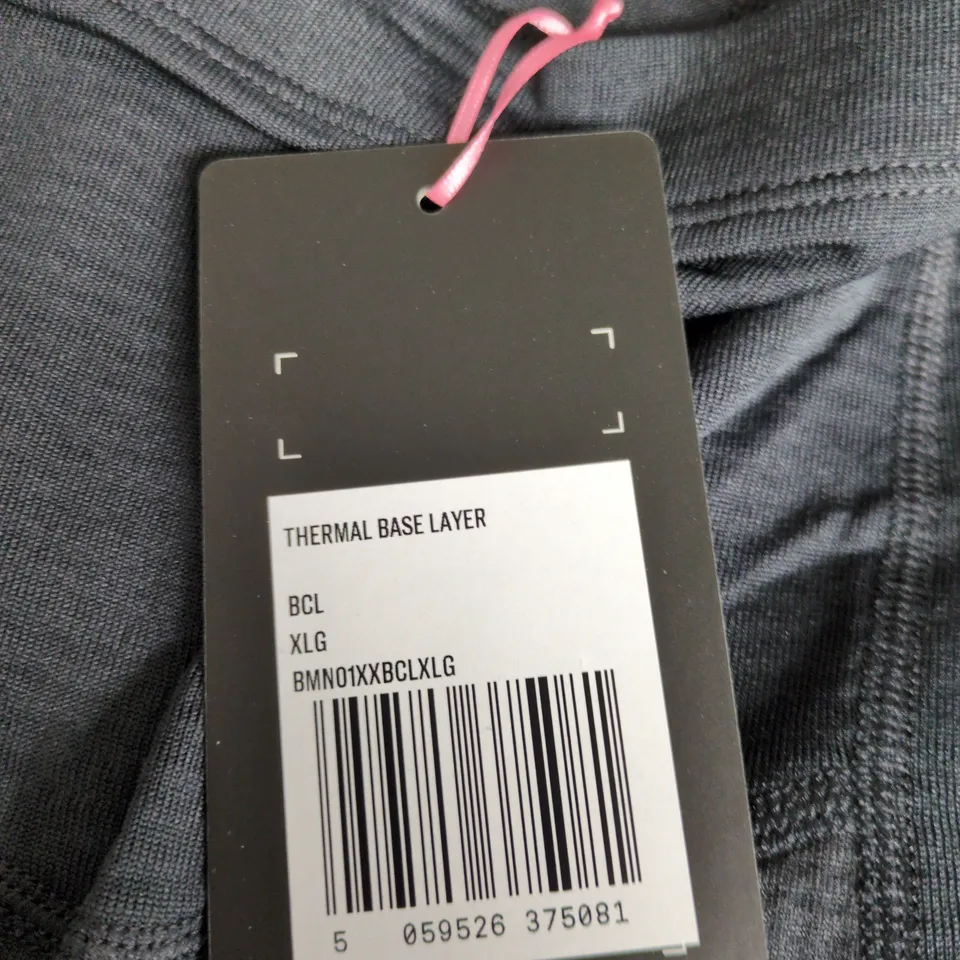 THERMAL BASE LAYER
BCL
XLG
BMN01XXBCLXLG
5 059526 375081